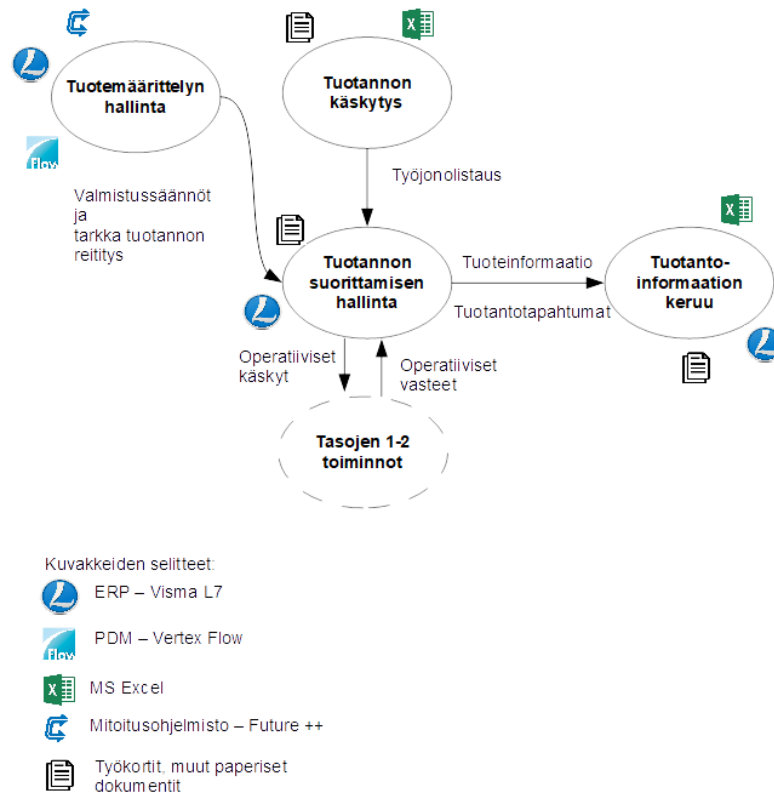 Tuotemäärittelyn
hallinta
Tuotannon
käskytys
Flow
Valmistussäännöt
ja
tarkka tuotannon
reititys
Työjonolistaus
Tuotannon
suorittamisen
hallinta
Tuoteinformaatio
Tuotantotapahtumat
Tuotanto-
informaation
keruu
Operatiiviset
käskyt
Operatiiviset
vasteet
Tasojen 1-2
toiminnot
Kuvakkeiden selitteet:
ERP – Visma L7
Flow
PDM – Vertex Flow
MS Excel
Mitoitusohjelmisto – Future ++
Työkortit, muut paperiset
dokumentit